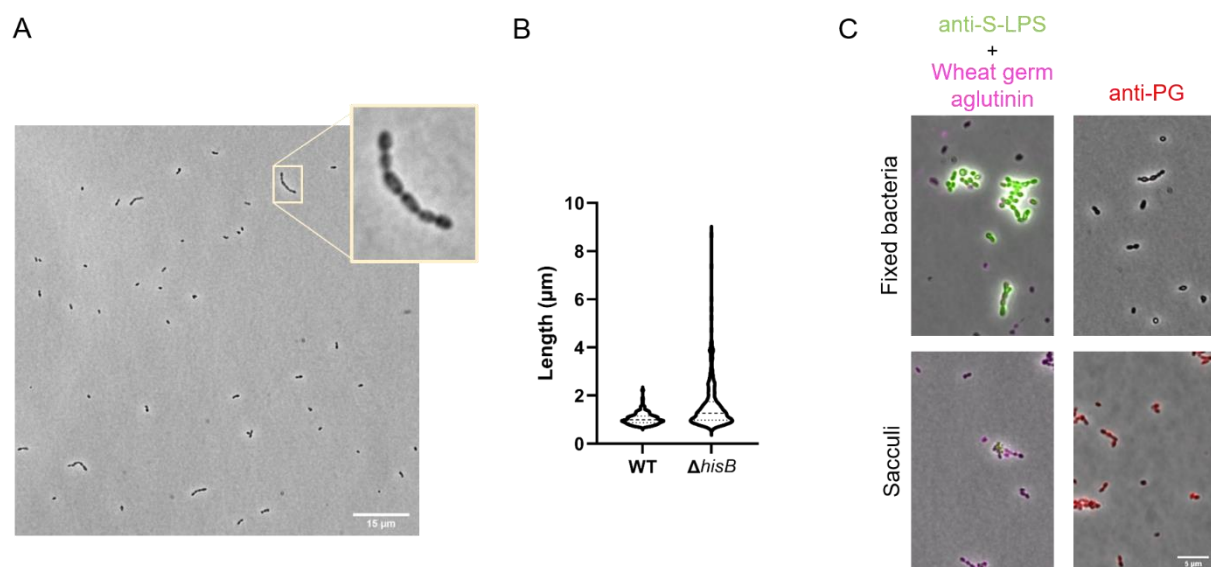 A
15 µm
B
Length (µm)
10
8
6
4
2
0
WT
ΔhisB
C
anti-S-LPS
+
Wheat germ
aglutinin
anti-PG
Fixed bacteria
Sacculi
5 µm